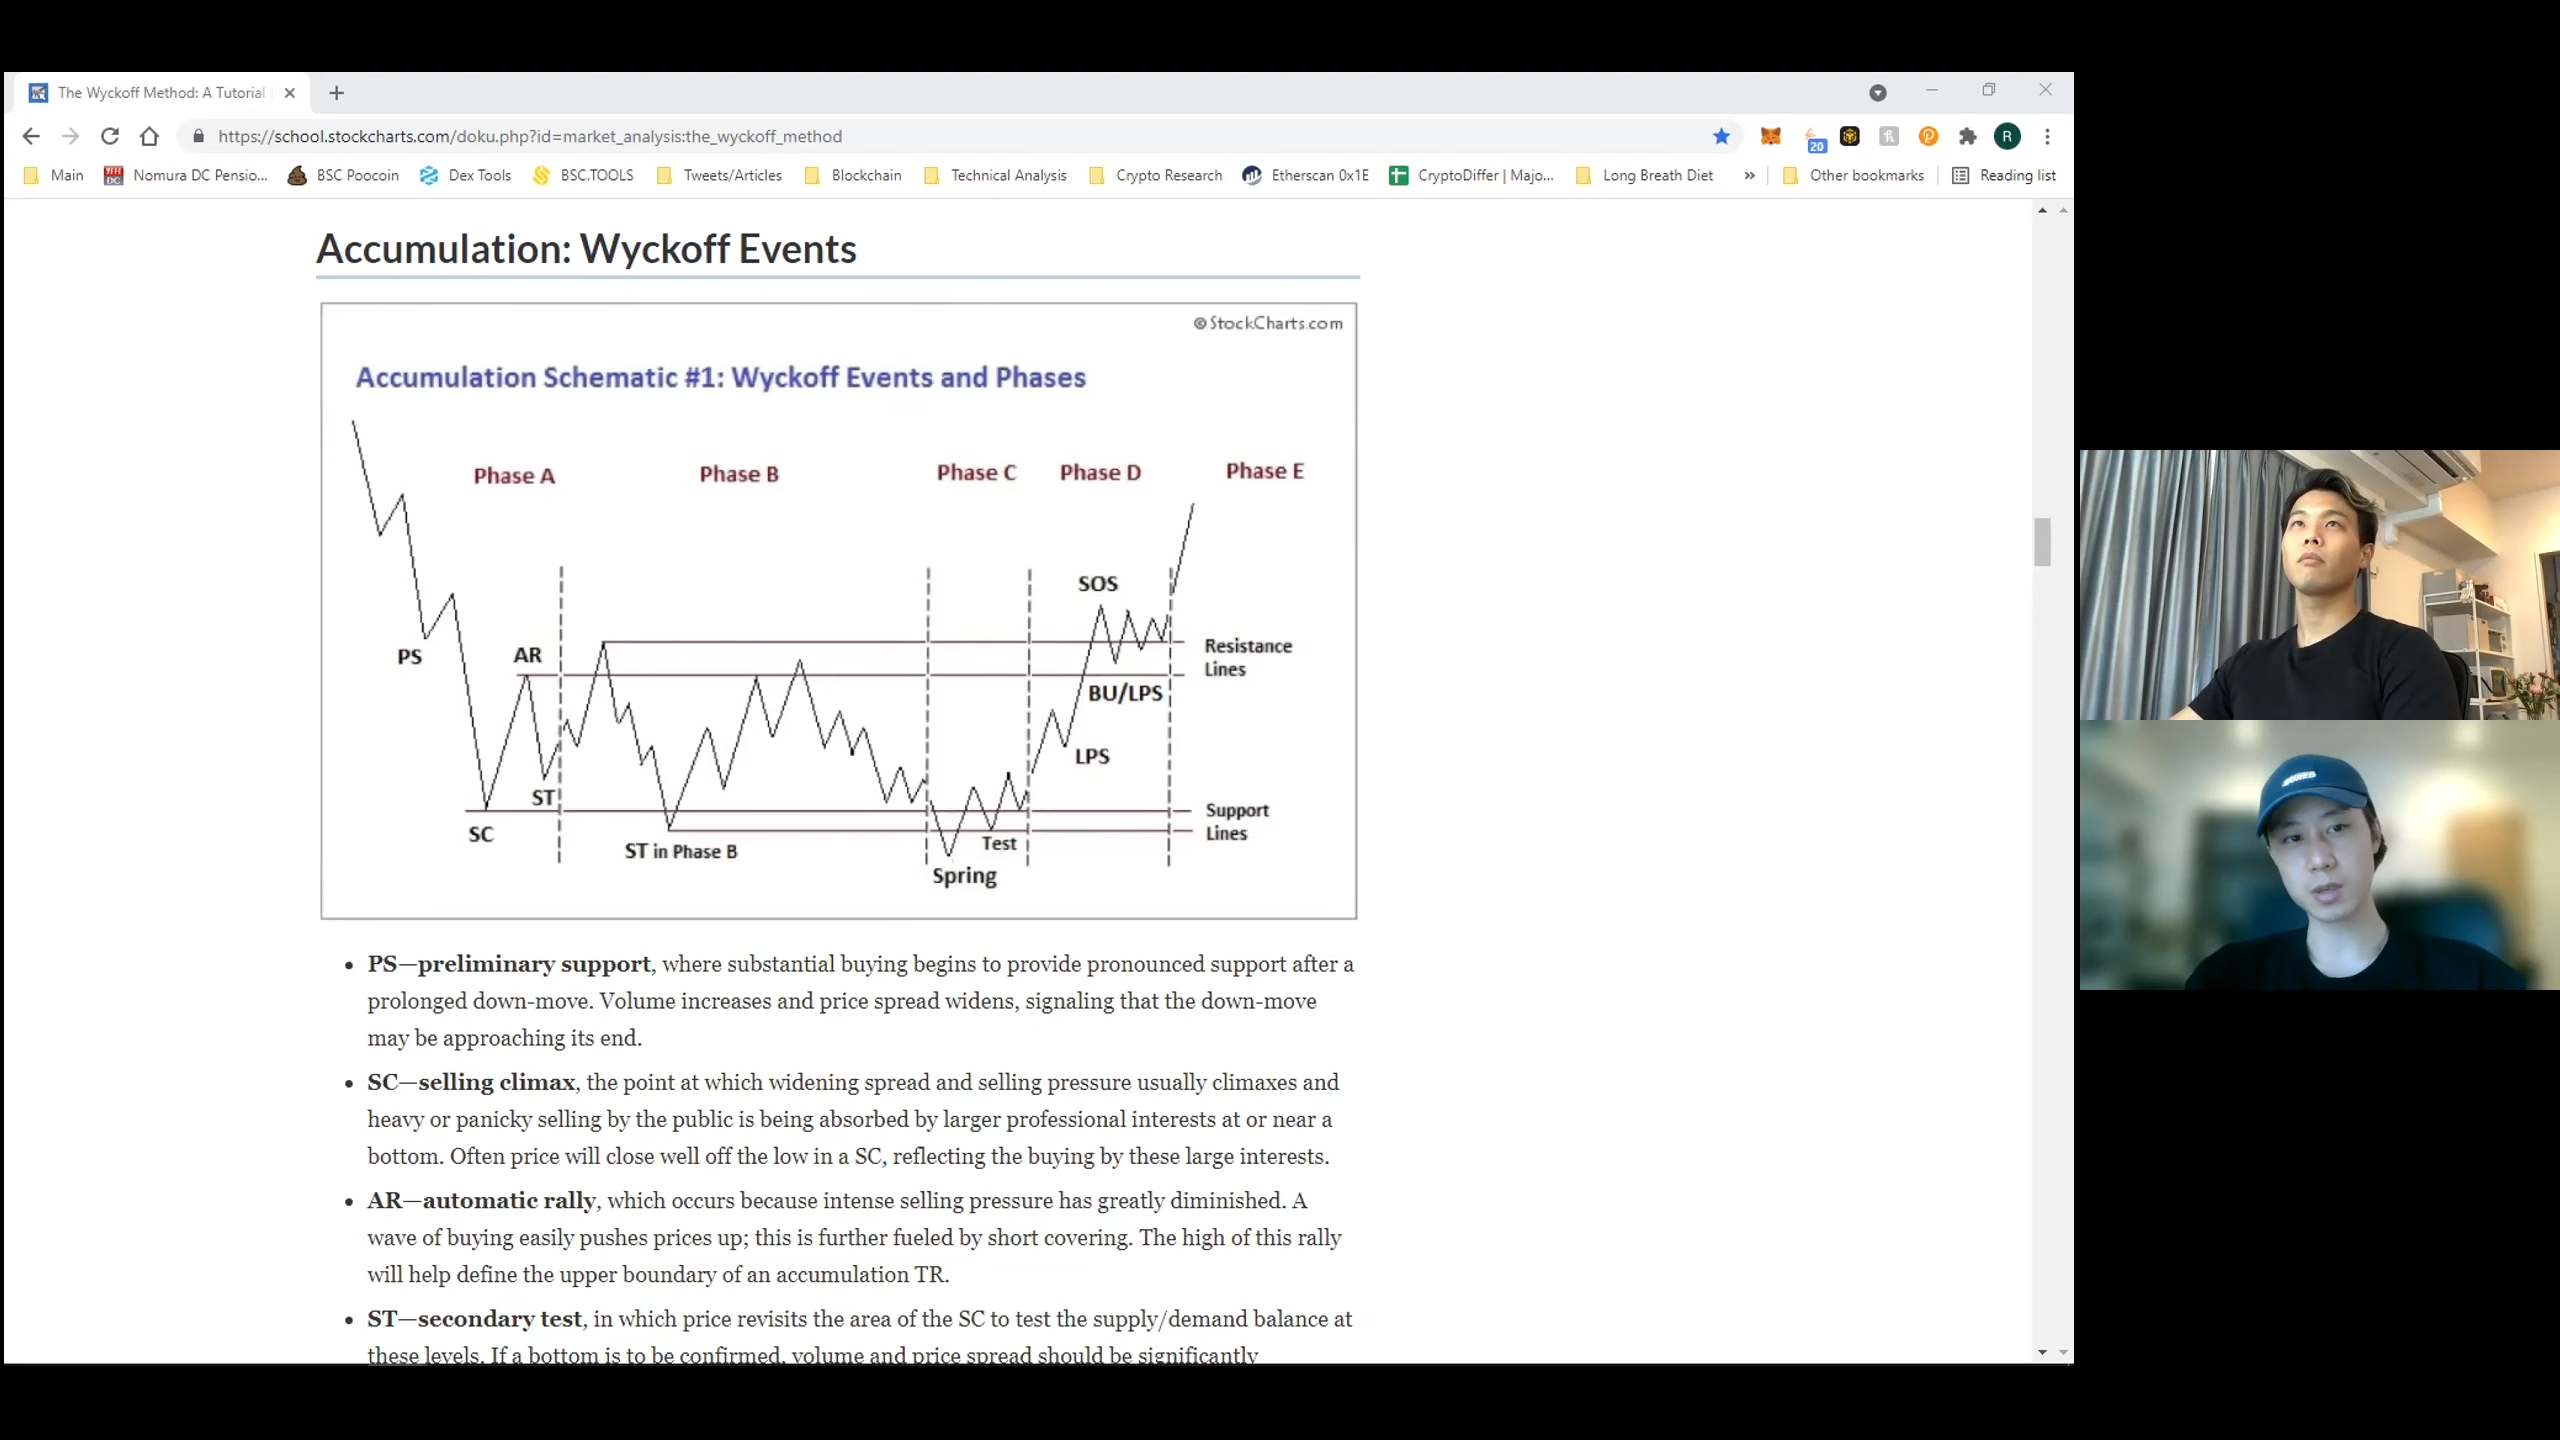 The Wyckoff Method: A Tutorial
https://school.stockcharts.com/doku.php?id=market_analysis:the_wyckoff_method
20
R
Main
Nomura DC Pensio...
BSC Poocoin
Dex Tools
BSC.TOOLS
Tweets/Articles
Blockchain
Technical Analysis
Crypto Research
Etherscan 0x1E
CryptoDiffer | Majo...
Long Breath Diet
»
Other bookmarks
Reading list
Accumulation: Wyckoff Events
© StockCharts.com
Accumulation Schematic #1: Wyckoff Events and Phases
Phase A
Phase B
Phase C
Phase D
Phase E
SOS
PS
AR
Resistance
Lines
BU/LPS
LPS
ST
SC
Support
Lines
ST in Phase B
Test
Spring
• PS—preliminary support, where substantial buying begins to provide pronounced support after a
prolonged down-move. Volume increases and price spread widens, signaling that the down-move
may be approaching its end.
• SC—selling climax, the point at which widening spread and selling pressure usually climaxes and
heavy or panicky selling by the public is being absorbed by larger professional interests at or near a
bottom. Often price will close well off the low in a SC, reflecting the buying by these large interests.
• AR—automatic rally, which occurs because intense selling pressure has greatly diminished. A
wave of buying easily pushes prices up; this is further fueled by short covering. The high of this rally
will help define the upper boundary of an accumulation TR.
• ST—secondary test, in which price revisits the area of the SC to test the supply/demand balance at
these levels. If a bottom is to be confirmed, volume and price spread should be significantly